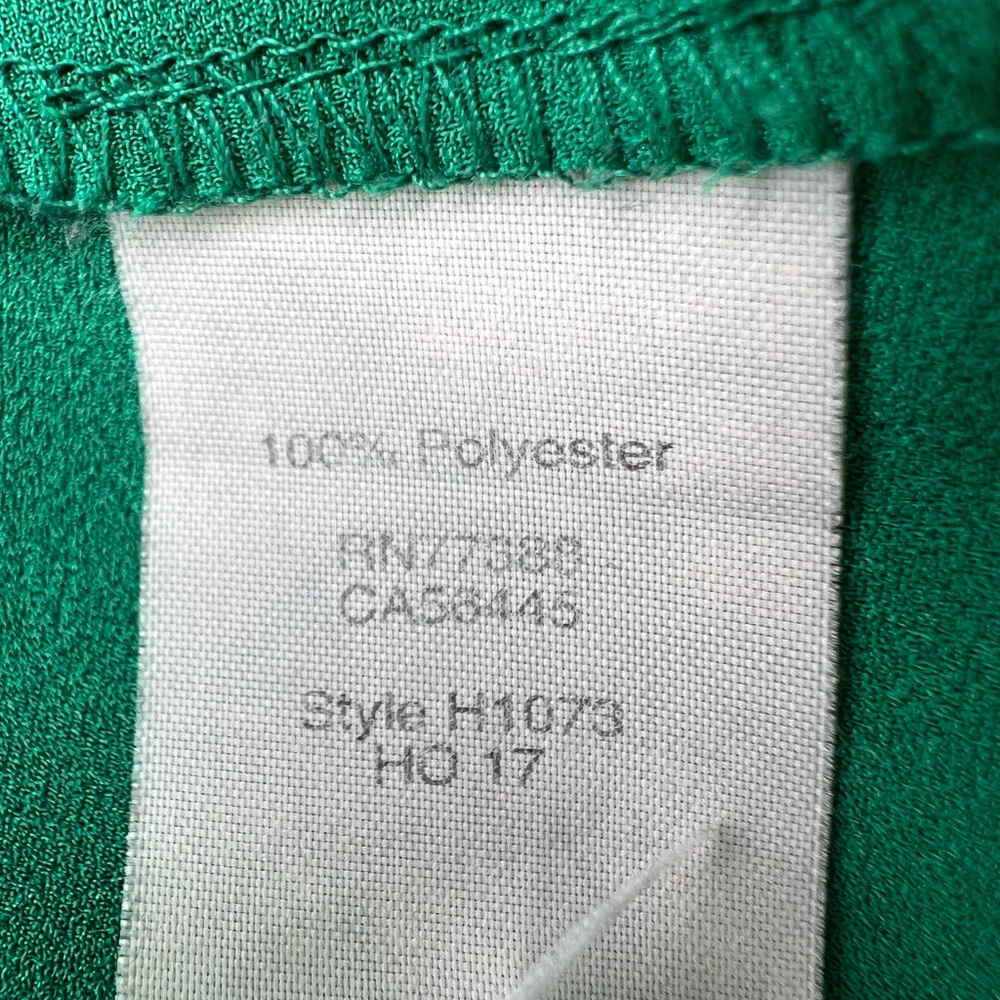 100% Polyester
RN77388
CA56445
Style H1073
HO 17